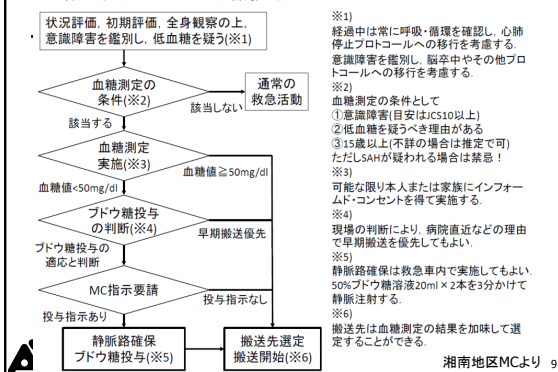 状況評価, 初期評価, 全身観察の上,
意識障害を鑑別し, 低血糖を疑う(※1)
血糖測定の
条件(※2)
通常の
救急活動
該当しない
該当する
血糖測定
実施(※3)
血糖値<50mg/dl
血糖値≧50mg/dl
ブドウ糖投与
の判断(※4)
早期搬送優先
ブドウ糖投与の
適応と判断
MC指示要請
投与指示なし
投与指示あり
静脈路確保
ブドウ糖投与(※5)
搬送先選定
搬送開始(※6)
※1)
経過中は常に呼吸・循環を確認し, 心肺
停止プロトコールへの移行を考慮する.
意識障害を鑑別し, 脳卒中やその他プロ
トコールへの移行を考慮する.
※2)
血糖測定の条件として
①意識障害(目安はJCS10以上)
②低血糖を疑うべき理由がある
③15歳以上(不詳の場合は推定で可)
ただしSAHが疑われる場合は禁忌!
※3)
可能な限り本人または家族にインフォー
ムド・コンセントを得て実施する.
※4)
現場の判断により, 病院直近などの理由
で早期搬送を優先してもよい.
※5)
静脈路確保は救急車内で実施してもよい.
50%ブドウ糖溶液20ml×2本を3分かけて
静脈注射する.
※6)
搬送先は血糖測定の結果を加味して選
定することができる.
湘南地区MCより 9